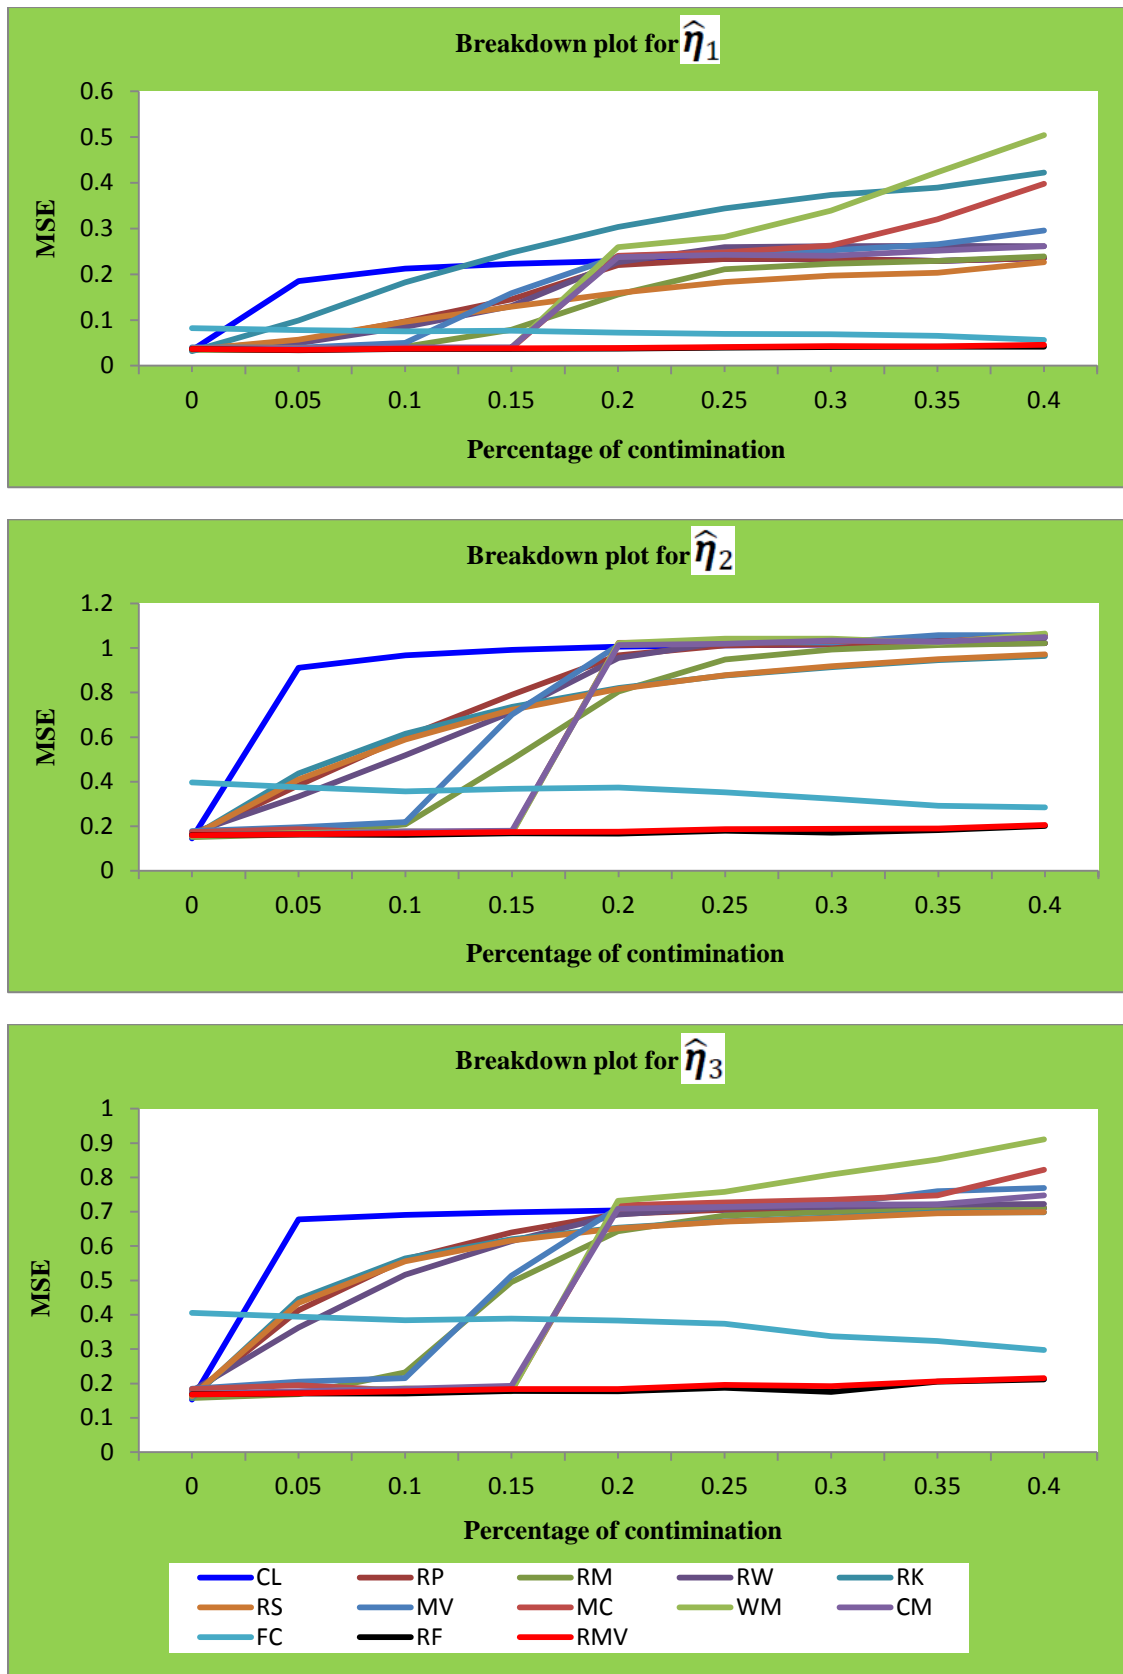 Breakdown plot for η̂₁
0.6
0.5
0.4
0.3
0.2
0.1
0
MSE
0 0.05 0.1 0.15 0.2 0.25 0.3 0.35 0.4
Percentage of contimination
Breakdown plot for η̂₂
1.2
1
0.8
0.6
0.4
0.2
0
MSE
0 0.05 0.1 0.15 0.2 0.25 0.3 0.35 0.4
Percentage of contimination
Breakdown plot for η̂₃
1
0.9
0.8
0.7
0.6
0.5
0.4
0.3
0.2
0.1
0
MSE
0 0.05 0.1 0.15 0.2 0.25 0.3 0.35 0.4
Percentage of contimination
CL RP RM RW RK
RS MV MC WM CM
FC RF RMV